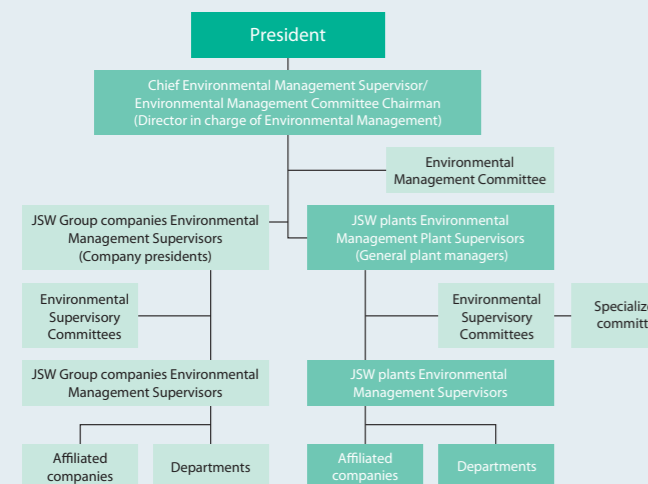 President
Chief Environmental Management Supervisor/
Environmental Management Committee Chairman
(Director in charge of Environmental Management)
Environmental
Management Committee
JSW Group companies Environmental
Management Supervisors
(Company presidents)
JSW plants Environmental
Management Plant Supervisors
(General plant managers)
Environmental
Supervisory
Committees
Environmental
Supervisory
Committees
JSW Group companies Environmental
Management Supervisors
JSW plants Environmental
Management Supervisors
Affiliated
companies
Departments
Affiliated
companies
Departments